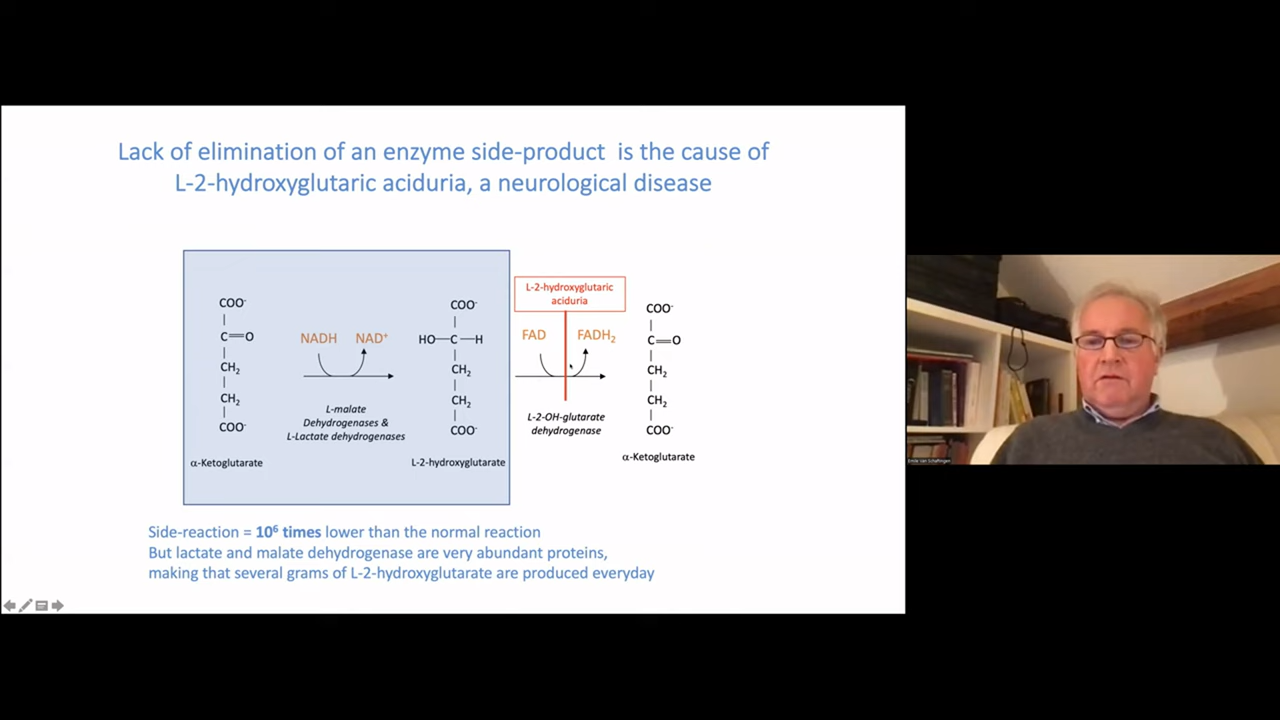 Lack of elimination of an enzyme side-product is the cause of
L-2-hydroxyglutaric aciduria, a neurological disease
L-2-hydroxyglutaric
aciduria
COO-
C=O
CH2
CH2
COO-
α-Ketoglutarate
NADH NAD+
L-malate
Dehydrogenases &
L-Lactate dehydrogenases
COO-
HO-C-H
CH2
CH2
COO-
L-2-hydroxyglutarate
FAD FADH2
L-2-OH-glutarate
dehydrogenase
COO-
C=O
CH2
CH2
COO-
α-Ketoglutarate
Side-reaction = 10⁶ times lower than the normal reaction
But lactate and malate dehydrogenase are very abundant proteins,
making that several grams of L-2-hydroxyglutarate are produced everyday